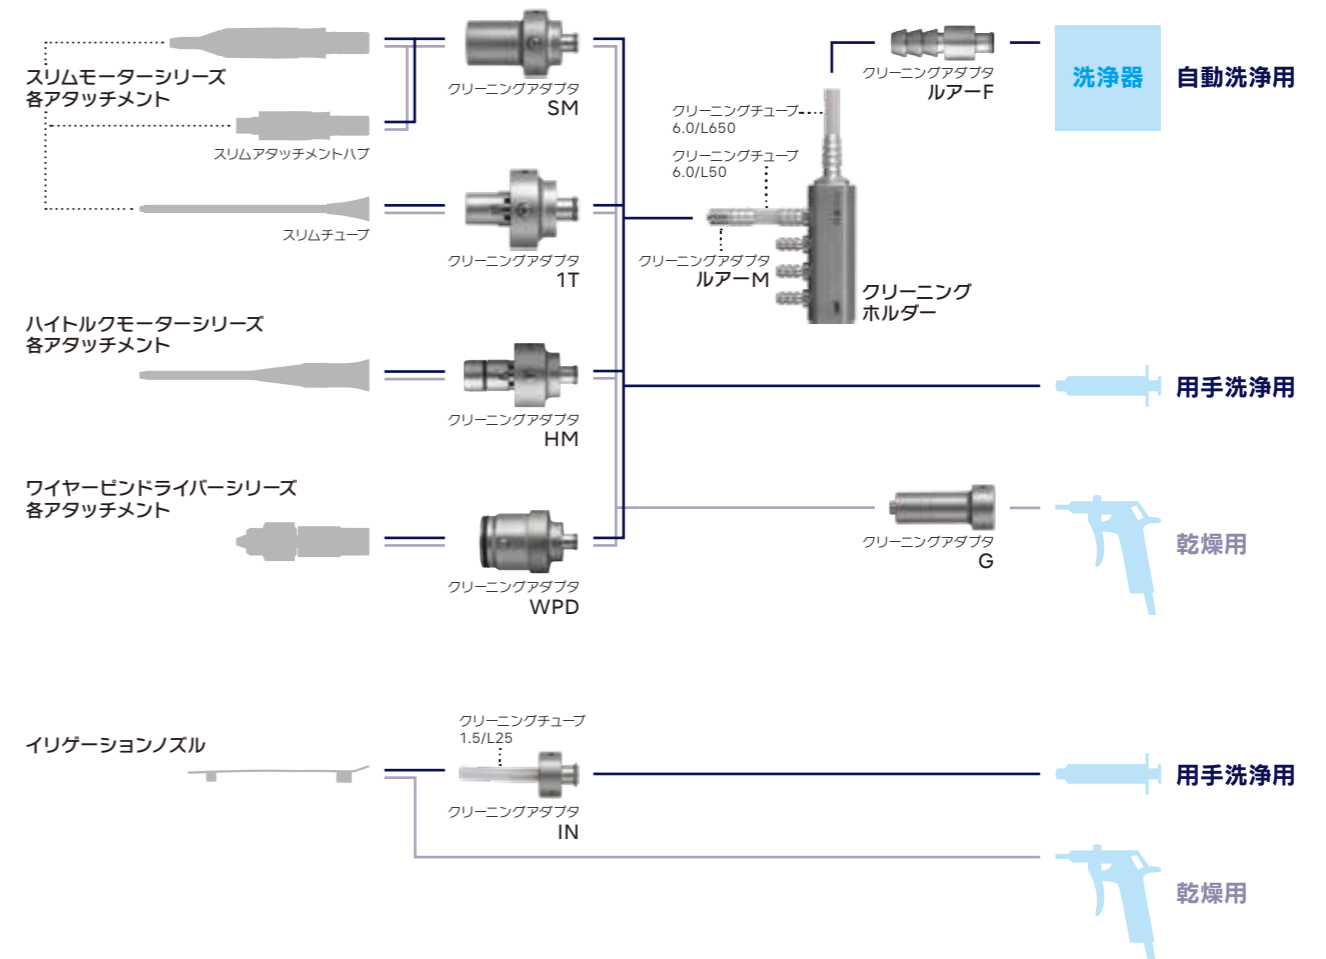 スリムモーターシリーズ
各アタッチメント
スリムアタッチメントハブ
スリムチューブ
クリーニングアダプタ
SM
クリーニングアダプタ
1T
クリーニングチューブ
6.0/L650
クリーニングチューブ
6.0/L50
クリーニングアダプタ
ルアーM
クリーニング
ホルダー
クリーニングアダプタ
ルアーF
洗浄器
自動洗浄用
ハイトルクモーターシリーズ
各アタッチメント
クリーニングアダプタ
HM
用手洗浄用
ワイヤーピンドライバーシリーズ
各アタッチメント
クリーニングアダプタ
WPD
クリーニングアダプタ
G
乾燥用
イリゲーションノズル
クリーニングチューブ
1.5/L25
クリーニングアダプタ
IN
用手洗浄用
乾燥用